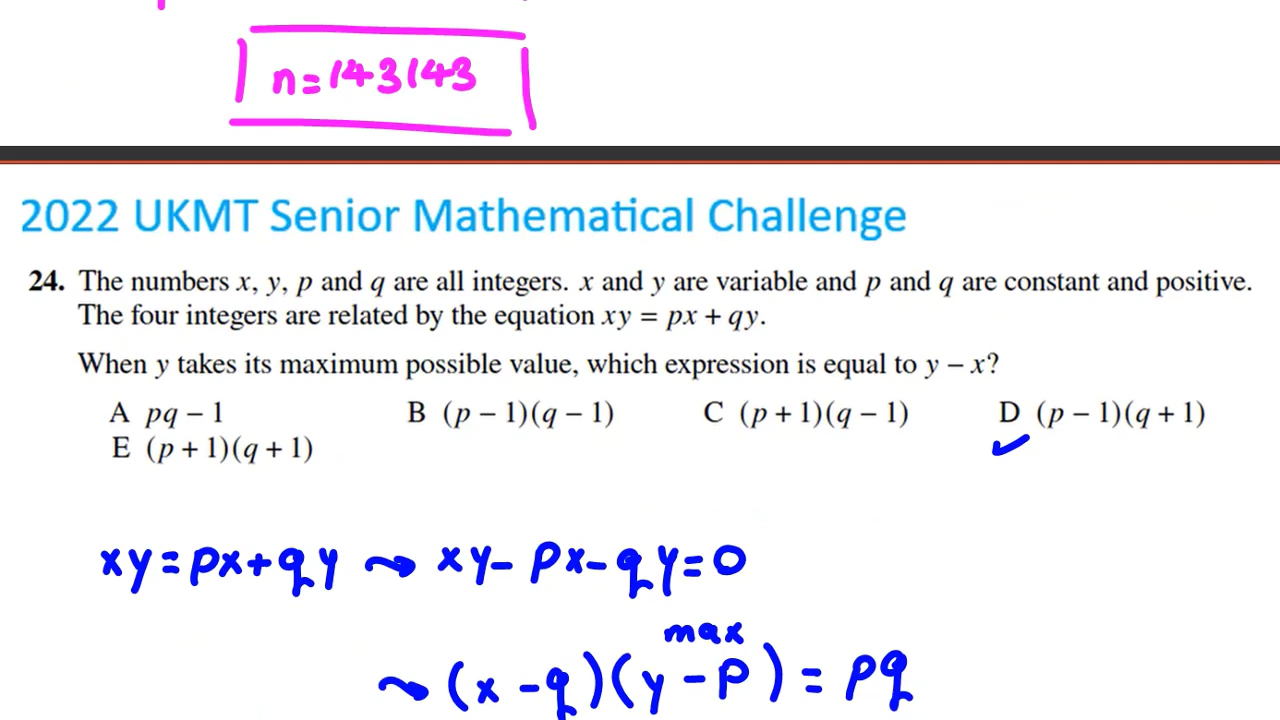 n=143143
2022 UKMT Senior Mathematical Challenge
24. The numbers x, y, p and q are all integers. x and y are variable and p and q are constant and positive.
The four integers are related by the equation xy = px + qy.
When y takes its maximum possible value, which expression is equal to y − x?
A pq − 1 B (p − 1)(q − 1) C (p + 1)(q − 1) D (p − 1)(q + 1)
E (p + 1)(q + 1)
xy=px+qy ⤳ xy-px-qy=0
max
⤳ (x-q)(y-p)=pq